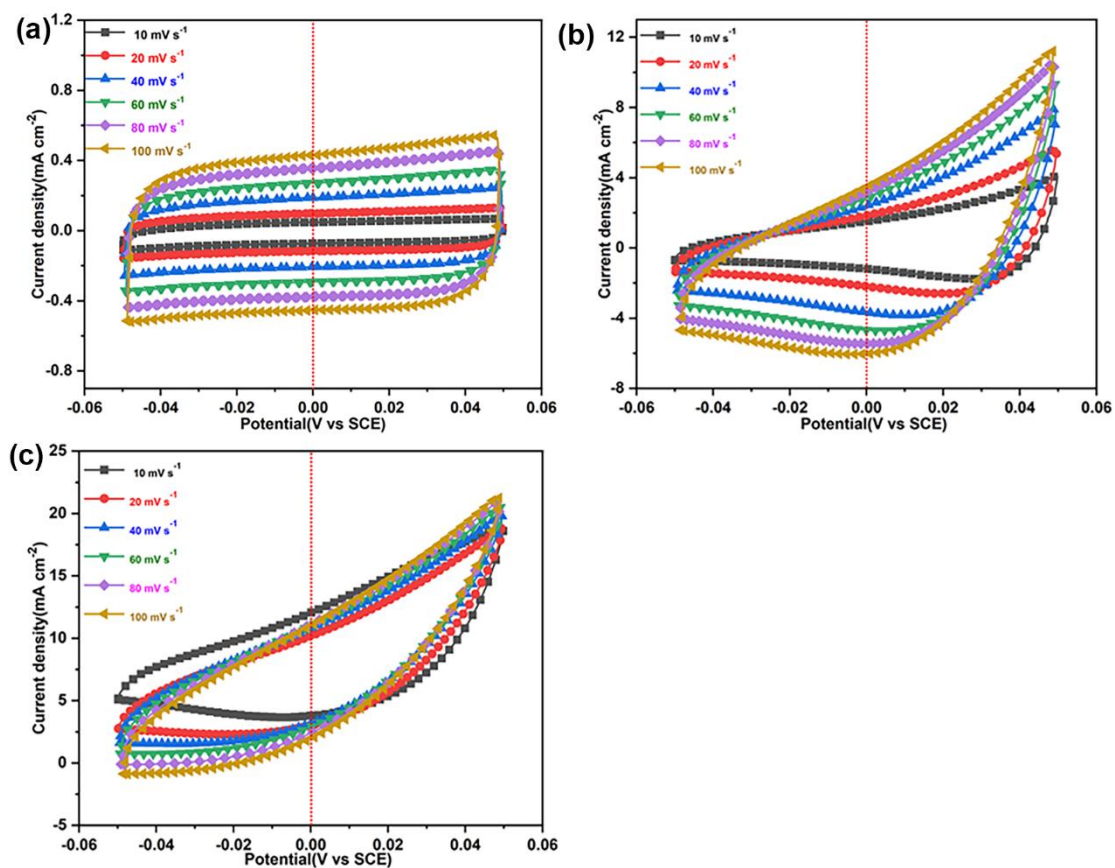 (a)
1.2
0.8
0.4
0.0
-0.4
-0.8
Current density(mA cm⁻²)
10 mV s⁻¹
20 mV s⁻¹
40 mV s⁻¹
60 mV s⁻¹
80 mV s⁻¹
100 mV s⁻¹
-0.06 -0.04 -0.02 0.00 0.02 0.04 0.06
Potential(V vs SCE)
(b)
12
8
4
0
-4
-8
Current density(mA cm⁻²)
10 mV s⁻¹
20 mV s⁻¹
40 mV s⁻¹
60 mV s⁻¹
80 mV s⁻¹
100 mV s⁻¹
-0.06 -0.04 -0.02 0.00 0.02 0.04 0.06
Potential(V vs SCE)
(c)
25
20
15
10
5
0
-5
Current density(mA cm⁻²)
10 mV s⁻¹
20 mV s⁻¹
40 mV s⁻¹
60 mV s⁻¹
80 mV s⁻¹
100 mV s⁻¹
-0.06 -0.04 -0.02 0.00 0.02 0.04 0.06
Potential(V vs SCE)